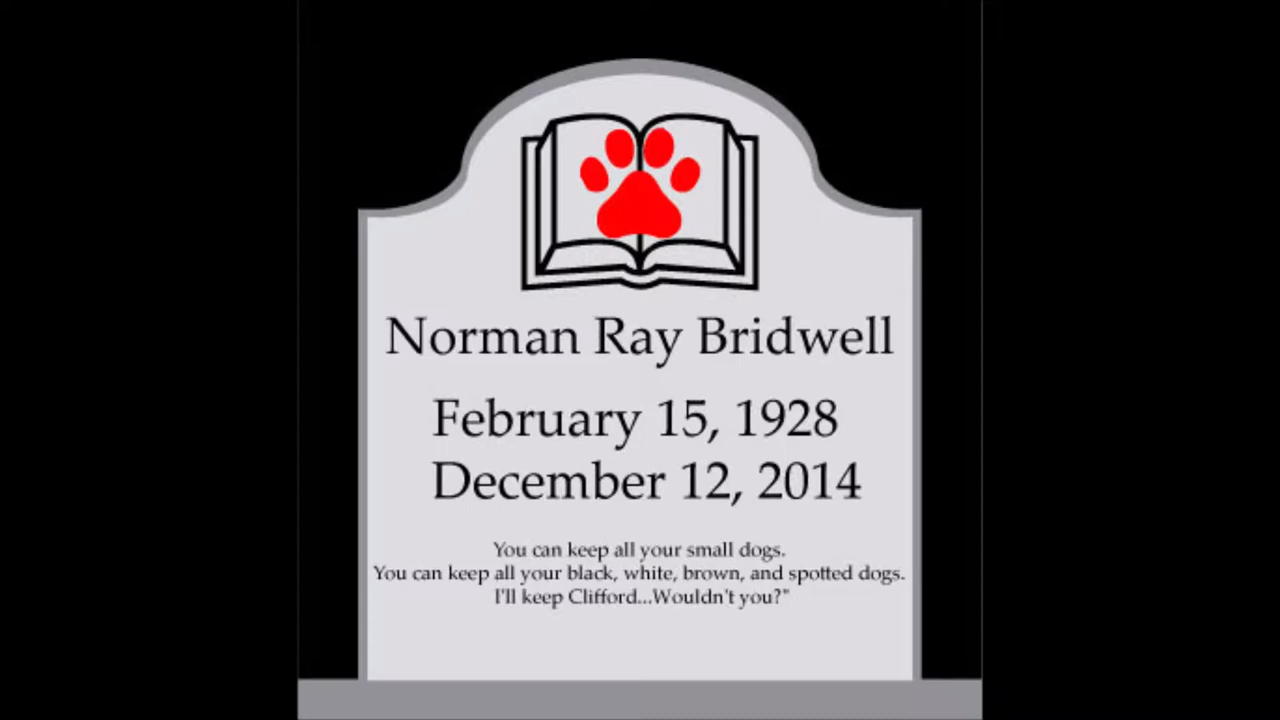 Norman Ray Bridwell
February 15, 1928
December 12, 2014
You can keep all your small dogs.
You can keep all your black, white, brown, and spotted dogs.
I'll keep Clifford...Wouldn't you?"